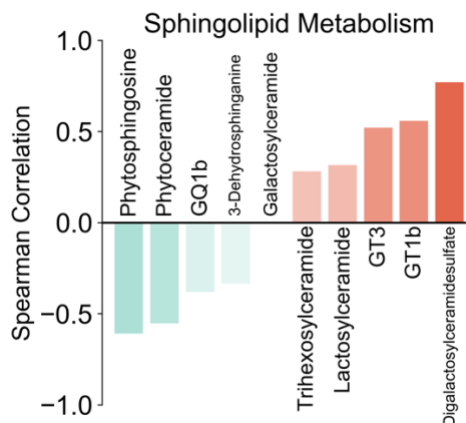 Sphingolipid Metabolism
Spearman Correlation
1.0
0.5
0.0
−0.5
−1.0
Phytosphingosine
Phytoceramide
GQ1b
3-Dehydrosphinganine
Galactosylceramide
Trihexosylceramide
Lactosylceramide
GT3
GT1b
Digalactosylceramidesulfate